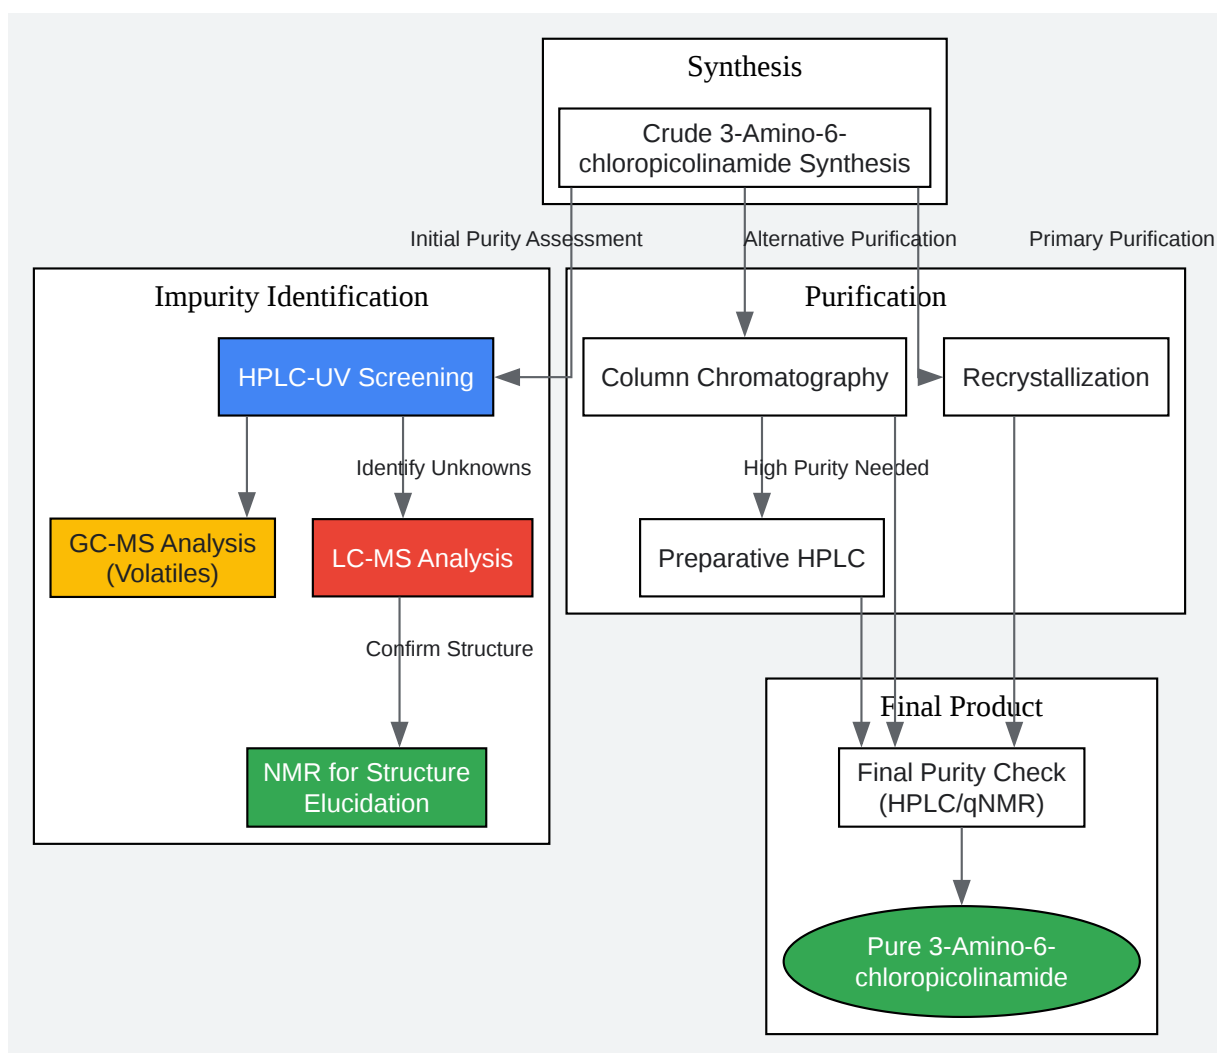 Synthesis
Crude 3-Amino-6-
chloropicolinamide Synthesis
Initial Purity Assessment
Alternative Purification
Primary Purification
Impurity Identification
Purification
HPLC-UV Screening
Column Chromatography
Recrystallization
Identify Unknowns
High Purity Needed
GC-MS Analysis
(Volatiles)
LC-MS Analysis
Preparative HPLC
Confirm Structure
Final Product
NMR for Structure
Elucidation
Final Purity Check
(HPLC/qNMR)
Pure 3-Amino-6-
chloropicolinamide